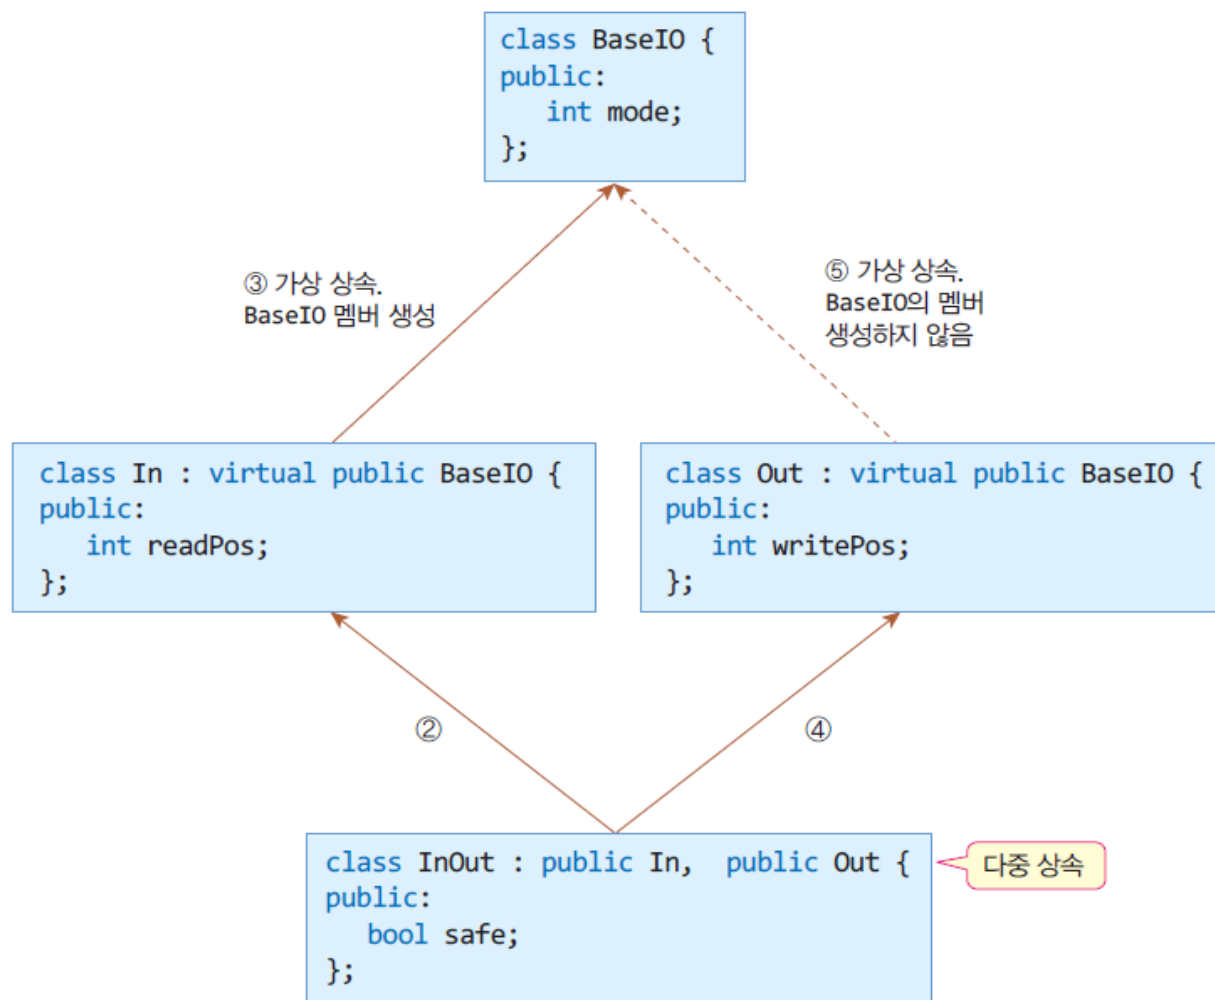 class BaseIO {
public:
int mode;
};
③ 가상 상속.
BaseIO 멤버 생성
⑤ 가상 상속.
BaseIO의 멤버
생성하지 않음
class In : virtual public BaseIO {
public:
int readPos;
};
class Out : virtual public BaseIO {
public:
int writePos;
};
②
④
class InOut : public In, public Out {
public:
bool safe;
};
다중 상속